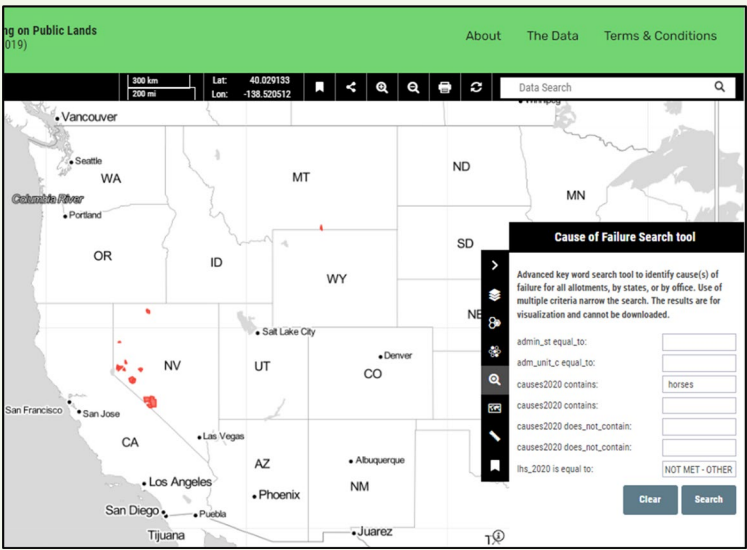 ng on Public Lands
019)
About The Data Terms & Conditions
300 km
200 mi
Lat: 40.029133
Lon: -138.520512
Data Search
Vancouver
Winnipeg
Seattle
WA
MT
ND
MN
Columbia River
Portland
OR
ID
SD
WY
NE
Salt Lake City
NV
UT
Denver
CO
San Francisco
San Jose
CA
Las Vegas
AZ
Albuquerque
NM
Los Angeles
Phoenix
San Diego
Puebla
Tijuana
Juarez
TX
Cause of Failure Search tool
Advanced key word search tool to identify cause(s) of
failure for all allotments, by states, or by office. Use of
multiple criteria narrow the search. The results are for
visualization and cannot be downloaded.
admin_st equal_to:
adm_unit_c equal_to:
causes2020 contains: horses
causes2020 contains:
causes2020 does_not_contain:
causes2020 does_not_contain:
lhs_2020 is equal to: NOT MET - OTHER
Clear Search